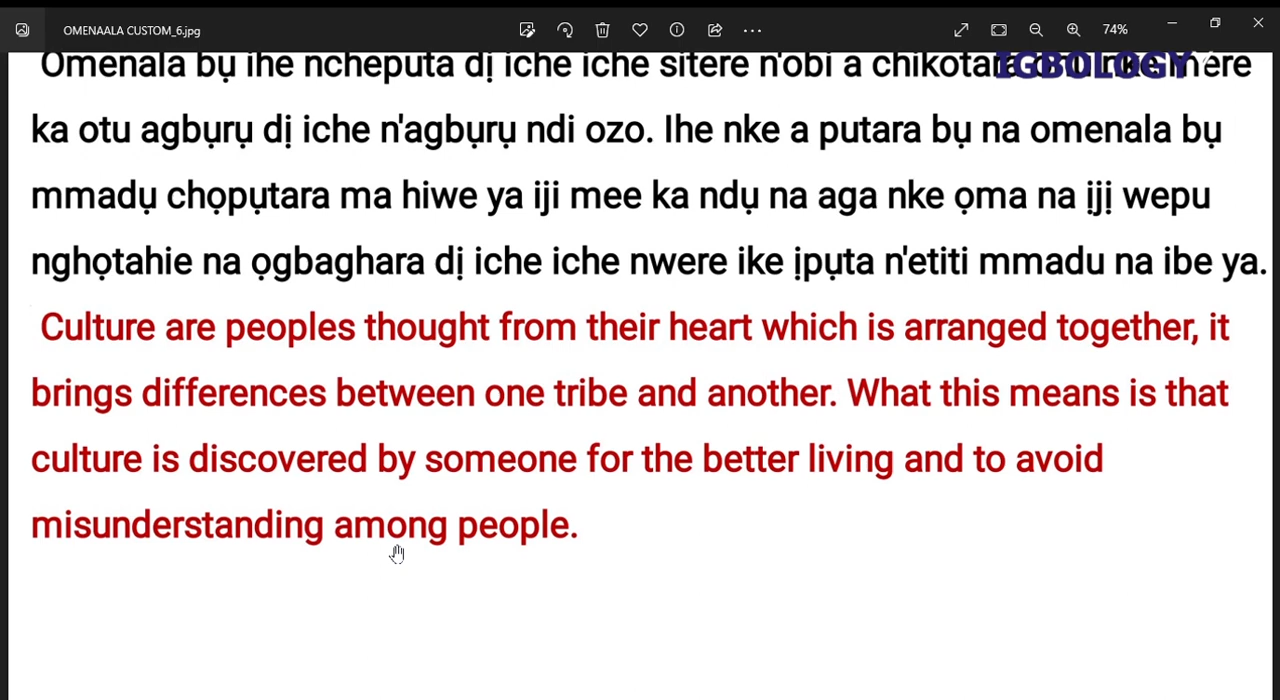 OMENAALA CUSTOM_6.jpg
74%
IGBOLOGY
Omenala bụ ihe ncheputa dị iche iche sitere n'obi a chikotara mere
ka otu agbụrụ dị iche n'agbụrụ ndi ozo. Ihe nke a putara bụ na omenala bụ
mmadụ chọpụtara ma hiwe ya iji mee ka ndụ na aga nke ọma na ịjị wepu
nghọtahie na ọgbaghara dị iche iche nwere ike ịpụta n'etiti mmadu na ibe ya.
Culture are peoples thought from their heart which is arranged together, it
brings differences between one tribe and another. What this means is that
culture is discovered by someone for the better living and to avoid
misunderstanding among people.